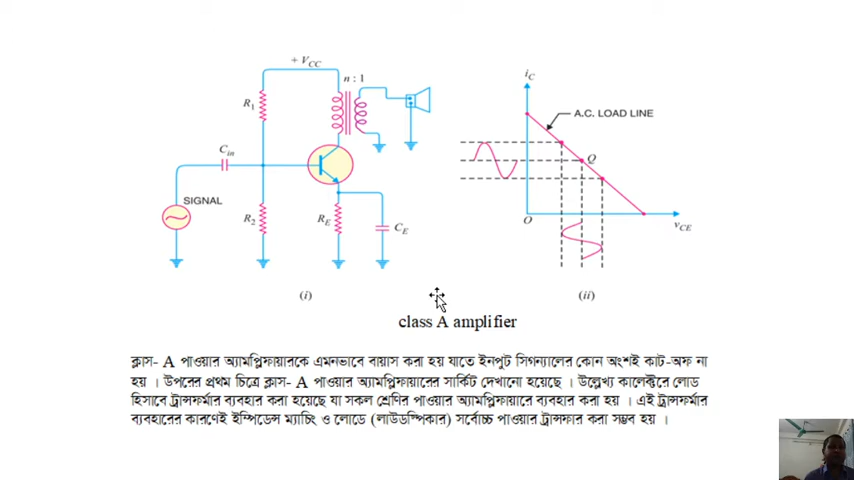 + VCC
n : 1
R1
Cin
SIGNAL
R2
RE
CE
(i)
iC
A.C. LOAD LINE
Q
O
vCE
(ii)
class A amplifier
ক্লাস- A পাওয়ার অ্যামপ্লিফায়ারকে এমনভাবে বায়াস করা হয় যাতে ইনপুট সিগন্যালের কোন অংশই কাট-অফ না
হয় । উপরের প্রথম চিত্রে ক্লাস- A পাওয়ার অ্যামপ্লিফায়ারের সার্কিট দেখানো হয়েছে । উল্লেখ্য কালেক্টরে লোড
হিসাবে ট্রান্সফর্মার ব্যবহার করা হয়েছে যা সকল শ্রেণির পাওয়ার অ্যামপ্লিফায়ারে ব্যবহার করা হয় । এই ট্রান্সফর্মার
ব্যবহারের কারণেই ইম্পিডেন্স ম্যাচিং ও লোডে (লাউডস্পিকার) সর্বোচ্চ পাওয়ার ট্রান্সফার করা সম্ভব হয় ।